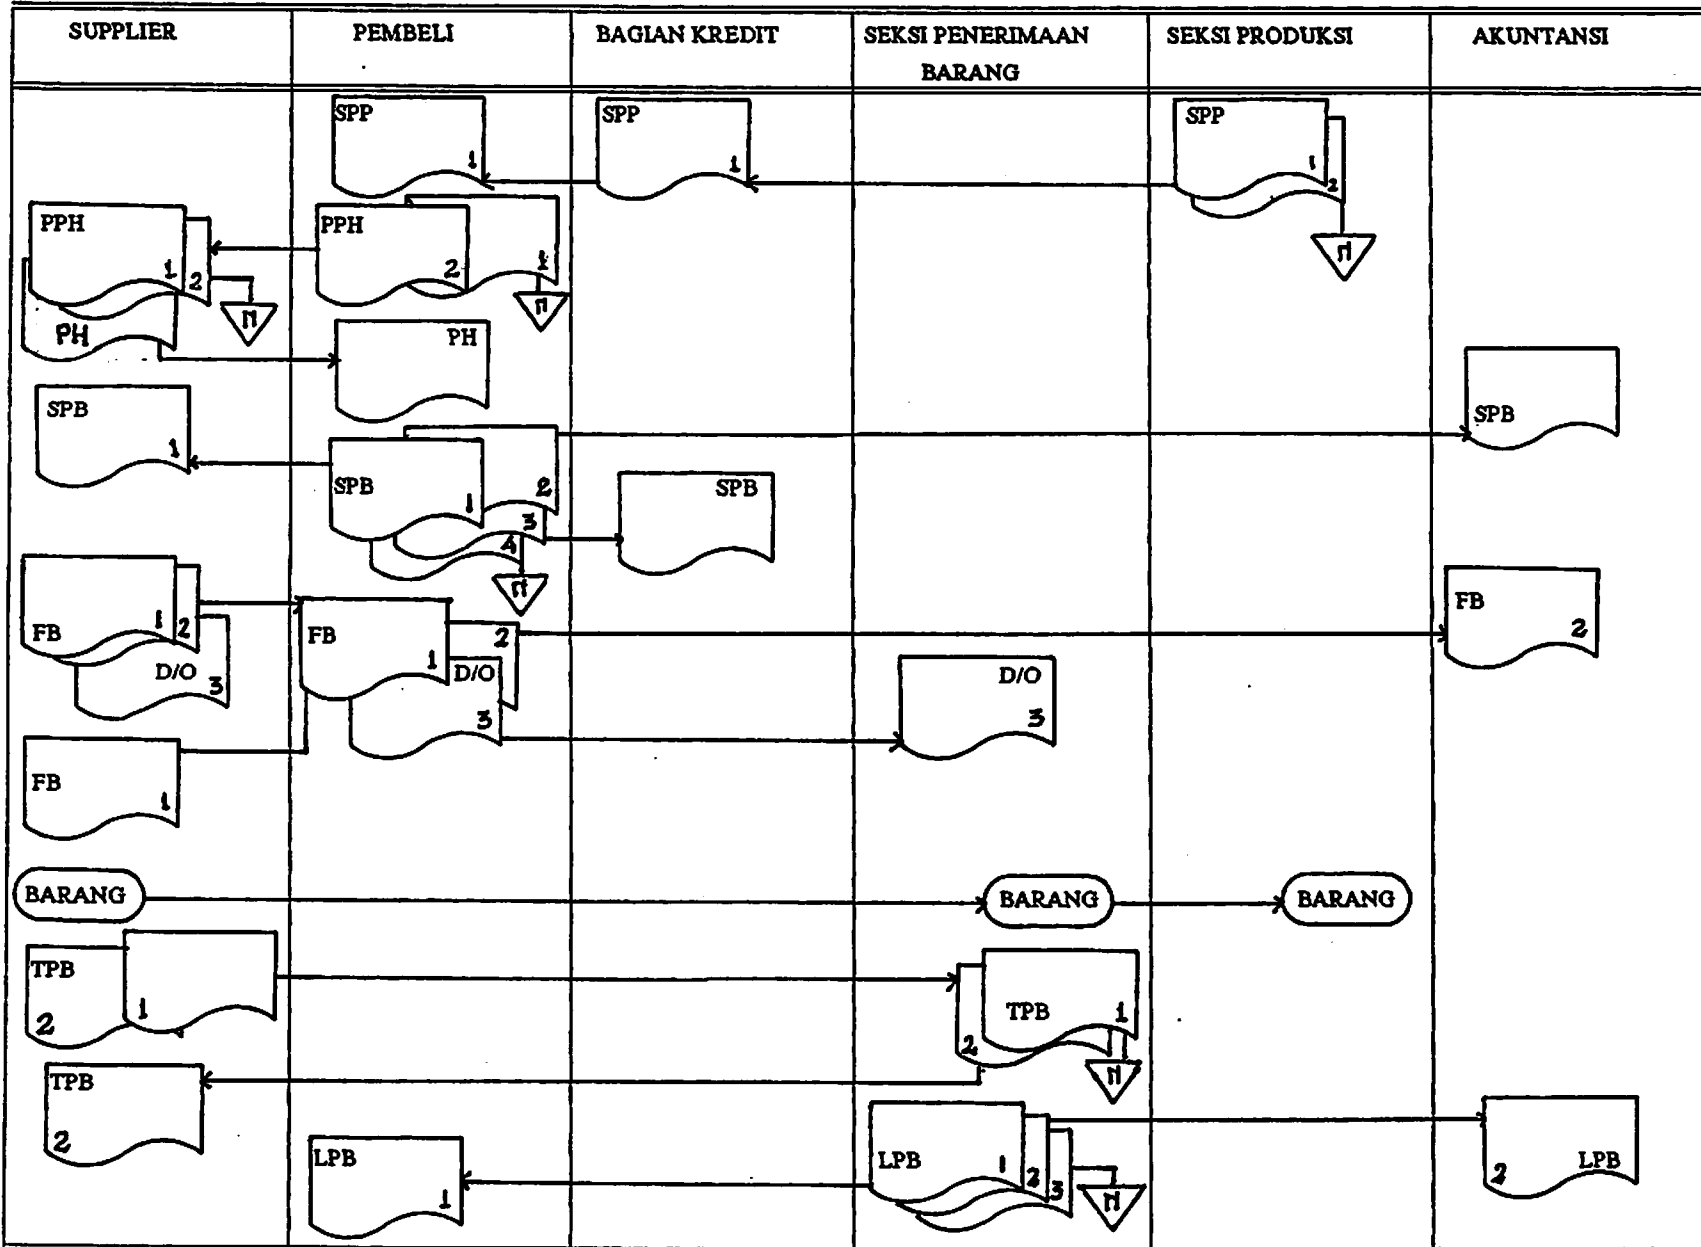 SUPPLIER
PEMBELI
BAGIAN KREDIT
SEKSI PENERIMAAN
BARANG
SEKSI PRODUKSI
AKUNTANSI
SPP
1
SPP
1
SPP
1
2
PPH
1
2
PH
N
PPH
2
1
N
N
PH
SPB
1
SPB
1
2
3
4
N
SPB
SPB
FB
1
2
D/O
3
FB
1
2
D/O
3
D/O
3
FB
2
FB
1
BARANG
BARANG
BARANG
TPB
2
1
TPB
1
2
N
TPB
2
LPB
1
LPB
1
2
3
N
2
LPB